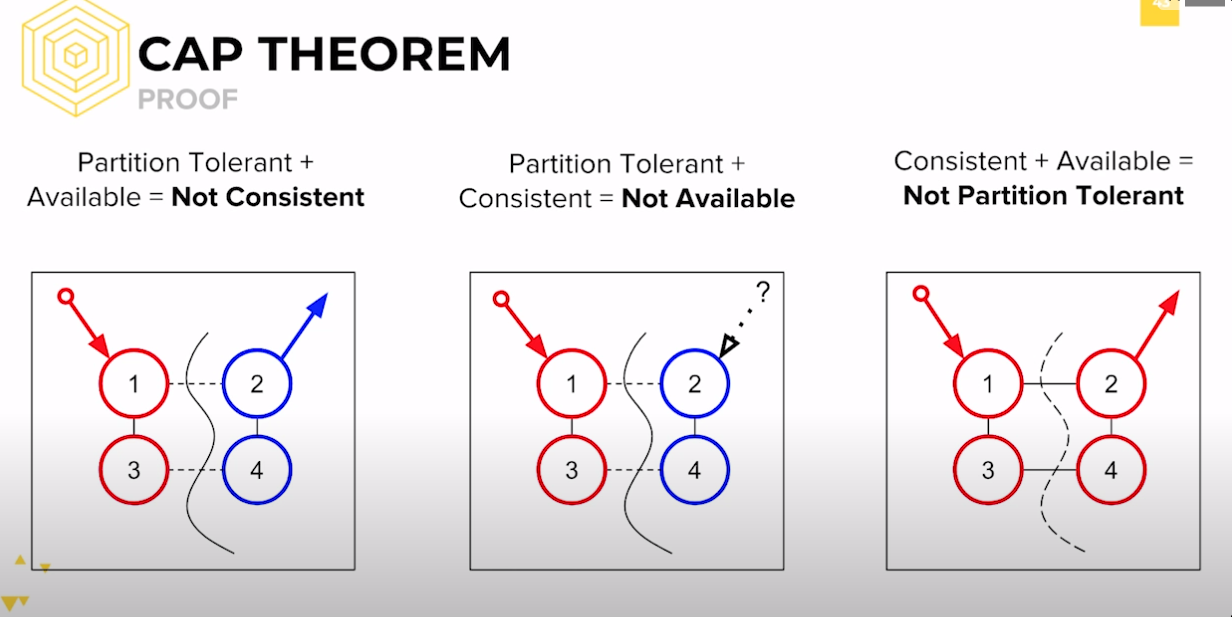 CAP THEOREM
PROOF
Partition Tolerant +
Available = Not Consistent
Partition Tolerant +
Consistent = Not Available
Consistent + Available =
Not Partition Tolerant
1
2
3
4
?
1
2
3
4
1
2
3
4